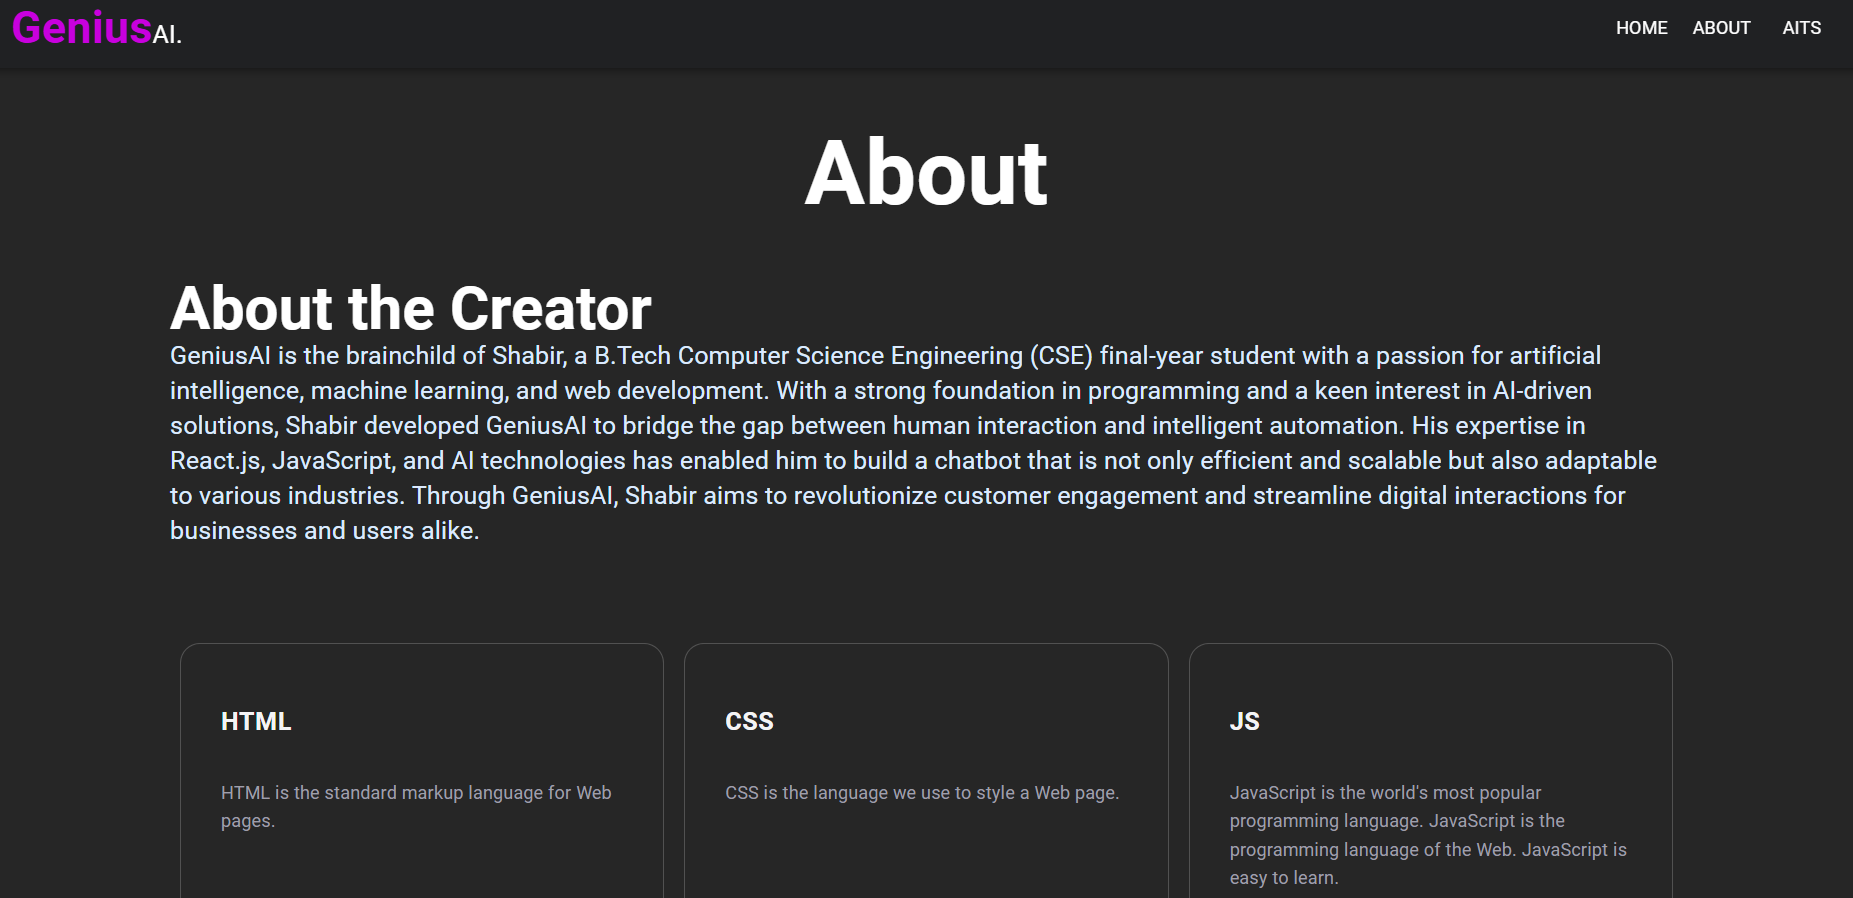 GeniusAI.
HOME ABOUT AITS
About
About the Creator
GeniusAI is the brainchild of Shabir, a B.Tech Computer Science Engineering (CSE) final-year student with a passion for artificial
intelligence, machine learning, and web development. With a strong foundation in programming and a keen interest in AI-driven
solutions, Shabir developed GeniusAI to bridge the gap between human interaction and intelligent automation. His expertise in
React.js, JavaScript, and AI technologies has enabled him to build a chatbot that is not only efficient and scalable but also adaptable
to various industries. Through GeniusAI, Shabir aims to revolutionize customer engagement and streamline digital interactions for
businesses and users alike.
HTML
HTML is the standard markup language for Web
pages.
CSS
CSS is the language we use to style a Web page.
JS
JavaScript is the world's most popular
programming language. JavaScript is the
programming language of the Web. JavaScript is
easy to learn.